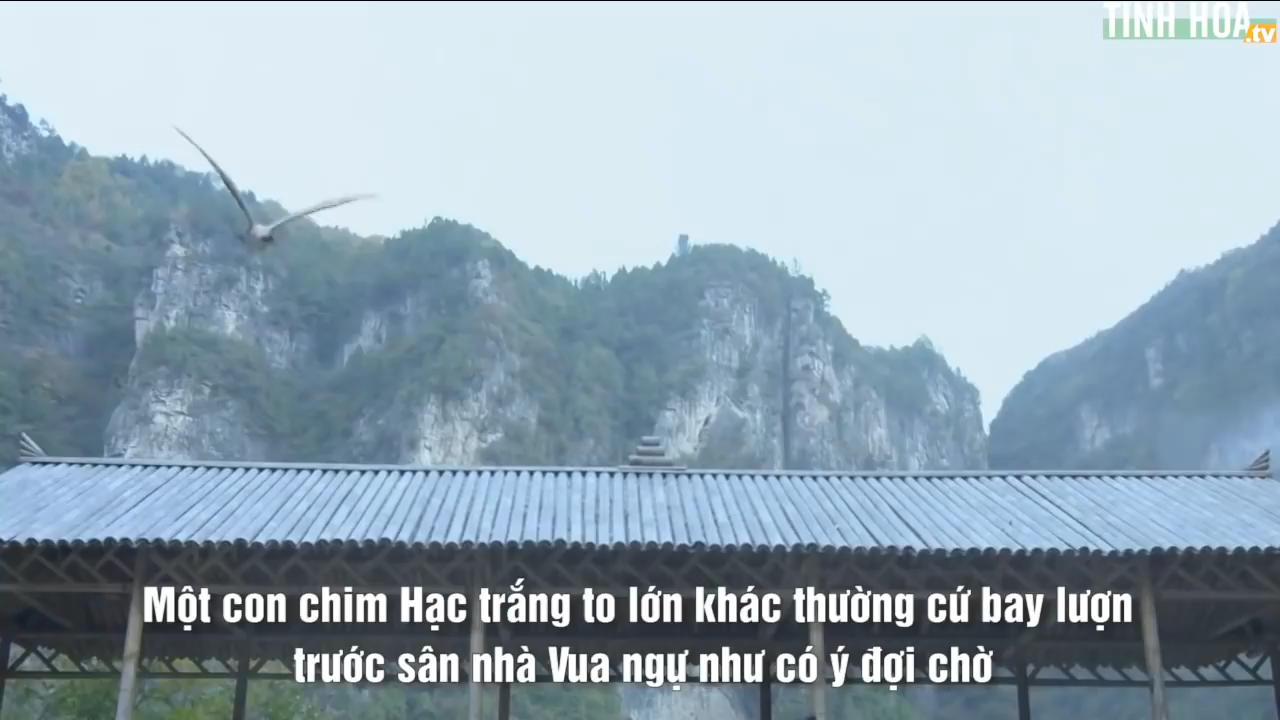 TINH HOA
.tv
Một con chim Hạc trắng to lớn khác thường cứ bay lượn
trước sân nhà Vua ngự như có ý đợi chờ